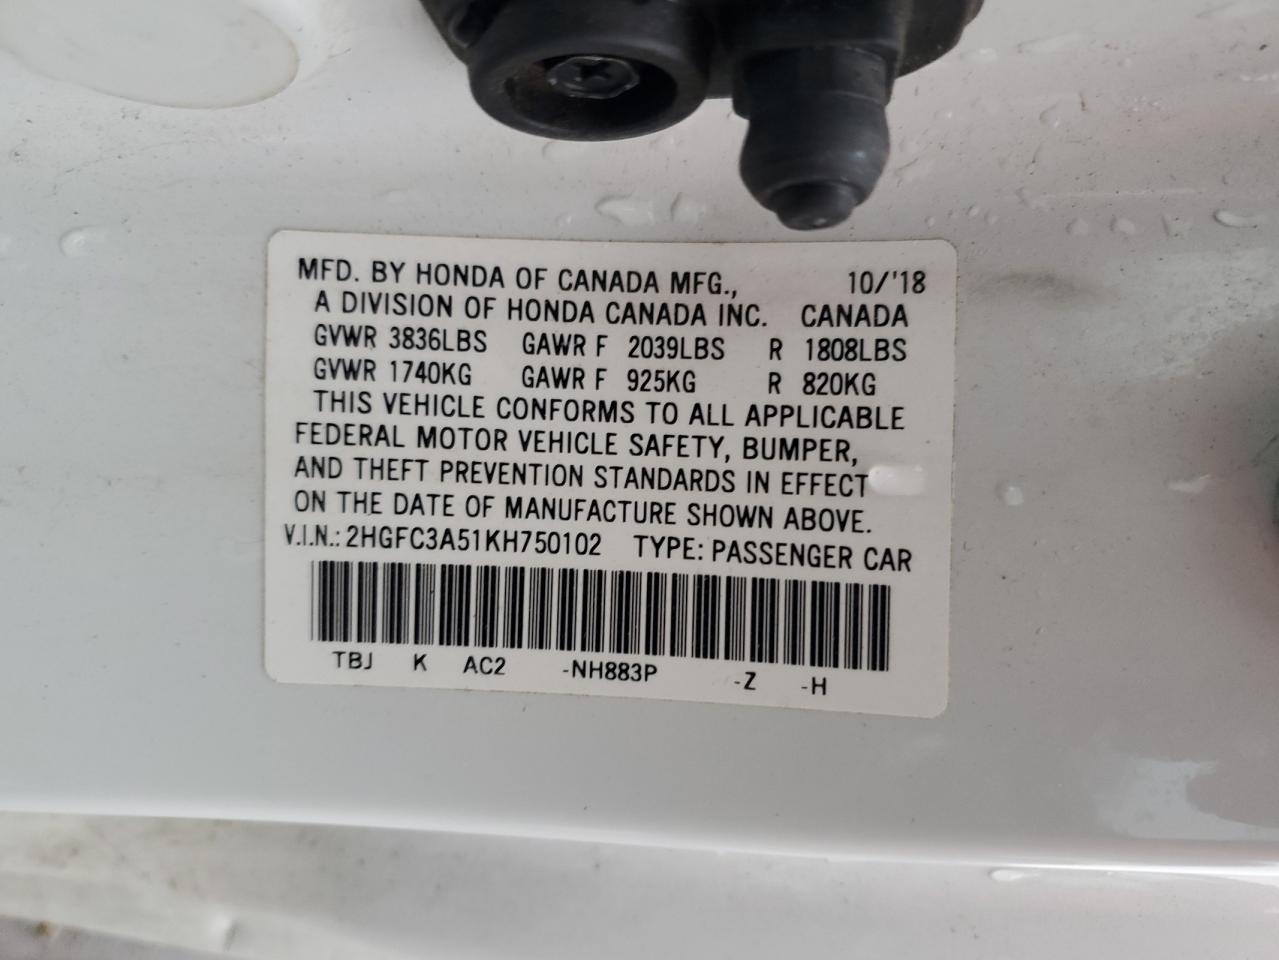 MFD. BY HONDA OF CANADA MFG., 10/'18
A DIVISION OF HONDA CANADA INC. CANADA
GVWR 3836LBS GAWR F 2039LBS R 1808LBS
GVWR 1740KG GAWR F 925KG R 820KG
THIS VEHICLE CONFORMS TO ALL APPLICABLE
FEDERAL MOTOR VEHICLE SAFETY, BUMPER,
AND THEFT PREVENTION STANDARDS IN EFFECT
ON THE DATE OF MANUFACTURE SHOWN ABOVE.
V.I.N.: 2HGFC3A51KH750102 TYPE: PASSENGER CAR
TBJ K AC2 -NH883P -Z -H